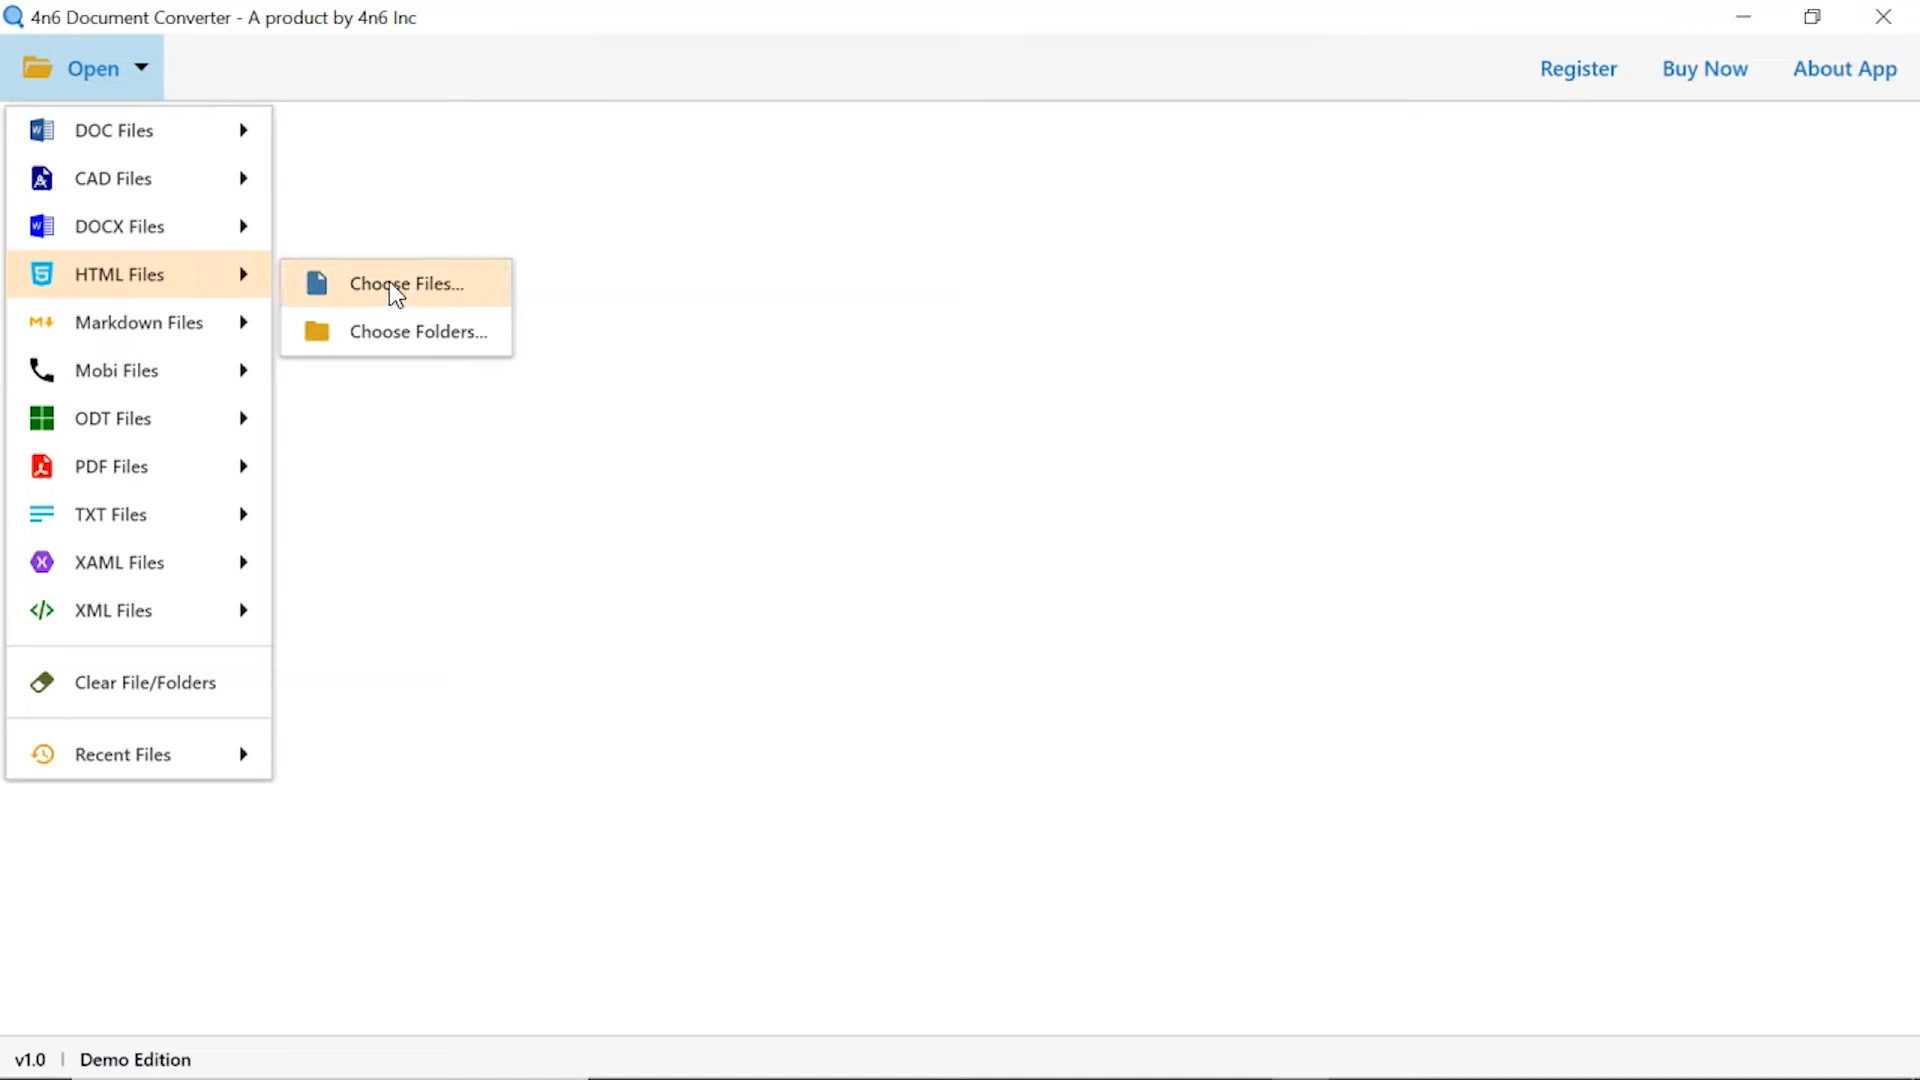 4n6 Document Converter - A product by 4n6 Inc
Open
Register
Buy Now
About App
DOC Files
CAD Files
DOCX Files
HTML Files
Choose Files...
Markdown Files
Choose Folders...
Mobi Files
ODT Files
PDF Files
TXT Files
XAML Files
XML Files
Clear File/Folders
Recent Files
v1.0 | Demo Edition